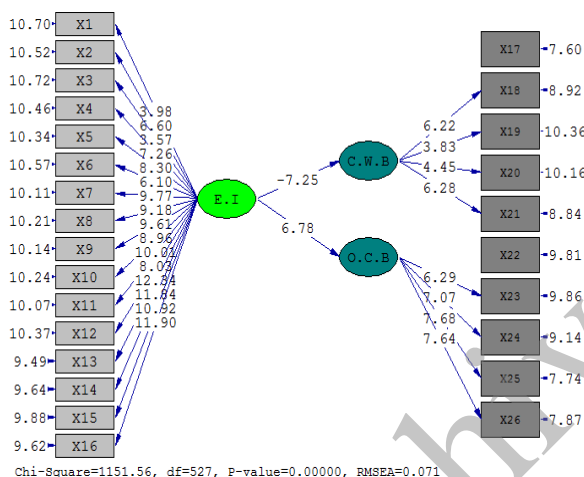 10.70 X1
10.52 X2
10.72 X3
10.46 X4
10.34 X5
10.57 X6
10.11 X7
10.21 X8
10.14 X9
10.24 X10
10.07 X11
10.37 X12
9.49 X13
9.64 X14
9.88 X15
9.62 X16
3.98
6.60
3.57
7.26
8.30
6.10
9.77
9.18
9.61
8.96
10.01
8.03
12.84
11.84
10.92
11.90
E.I
-7.25
6.78
C.W.B
O.C.B
6.22
3.83
4.45
6.28
6.29
7.07
7.68
7.64
X17 7.60
X18 8.92
X19 10.36
X20 10.16
X21 8.84
X22 9.81
X23 9.86
X24 9.14
X25 7.74
X26 7.87
Chi-Square=1151.56, df=527, P-value=0.00000, RMSEA=0.071